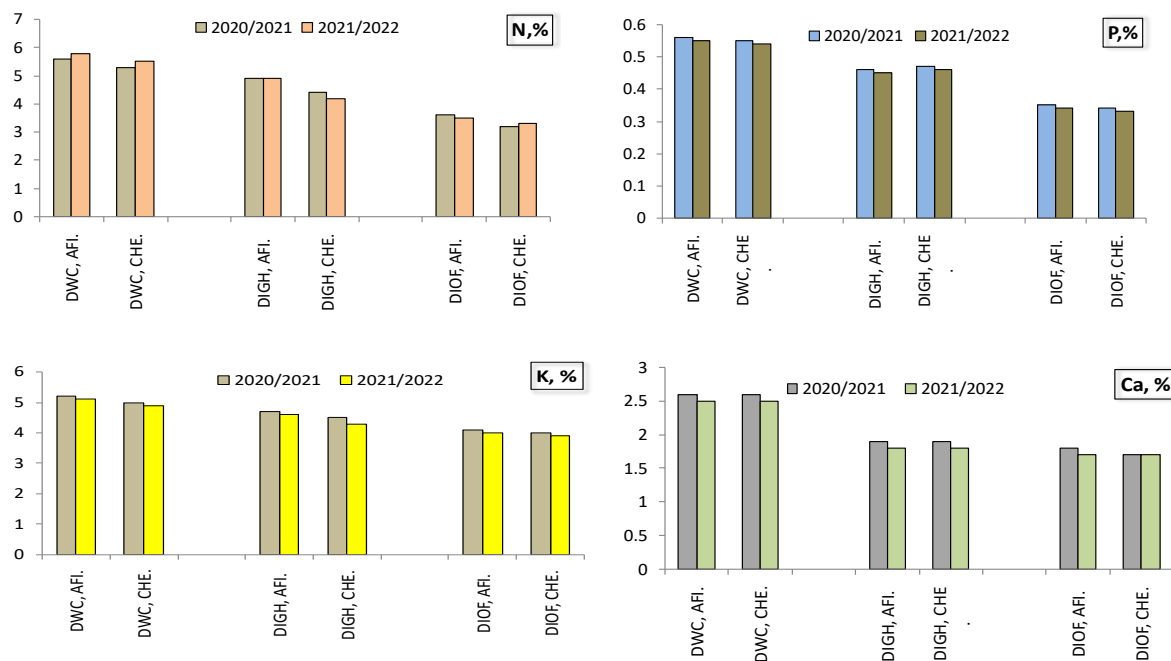 2020/2021 2021/2022
N,%
7
6
5
4
3
2
1
0
DWC, AFI.
DWC, CHE.
DIGH, AFI.
DIGH, CHE.
DIOF, AFI.
DIOF, CHE.
2020/2021 2021/2022
P,%
0.6
0.5
0.4
0.3
0.2
0.1
0
DWC, AFI.
DWC, CHE.
DIGH, AFI.
DIGH, CHE.
DIOF, AFI.
DIOF, CHE.
2020/2021 2021/2022
K, %
6
5
4
3
2
1
0
DWC, AFI.
DWC, CHE.
DIGH, AFI.
DIGH, CHE.
DIOF, AFI.
DIOF, CHE.
2020/2021 2021/2022
Ca, %
3
2.5
2
1.5
1
0.5
0
DWC, AFI.
DWC, CHE.
DIGH, AFI.
DIGH, CHE.
DIOF, AFI.
DIOF, CHE.